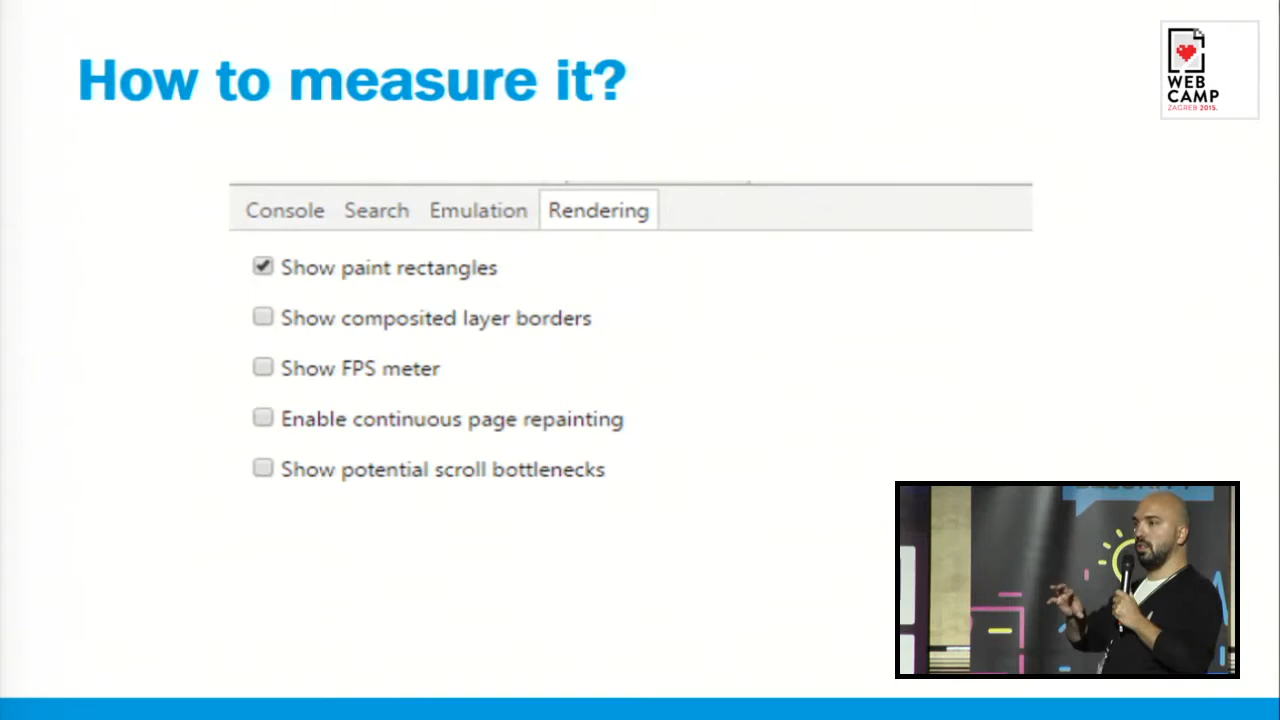 How to measure it?
WEB
CAMP
ZAGREB 2015.
Console Search Emulation Rendering
Show paint rectangles
Show composited layer borders
Show FPS meter
Enable continuous page repainting
Show potential scroll bottlenecks